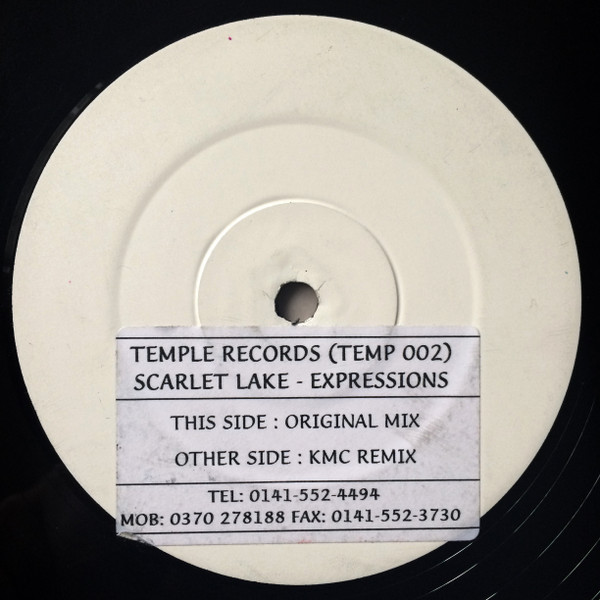 TEMPLE RECORDS (TEMP 002)
SCARLET LAKE - EXPRESSIONS
THIS SIDE : ORIGINAL MIX
OTHER SIDE : KMC REMIX
TEL: 0141-552-4494
MOB: 0370 278188 FAX: 0141-552-3730